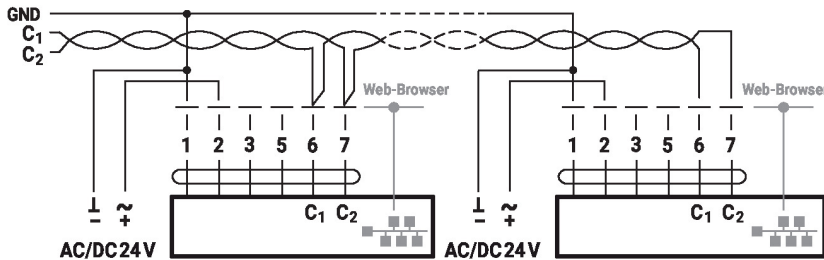 GND
C1
C2
Web-Browser Web-Browser
1 2 3 5 6 7 1 2 3 5 6 7
⊥ ~ C1 C2 ⊥ ~ C1 C2
– + – +
AC/DC 24 V AC/DC 24 V